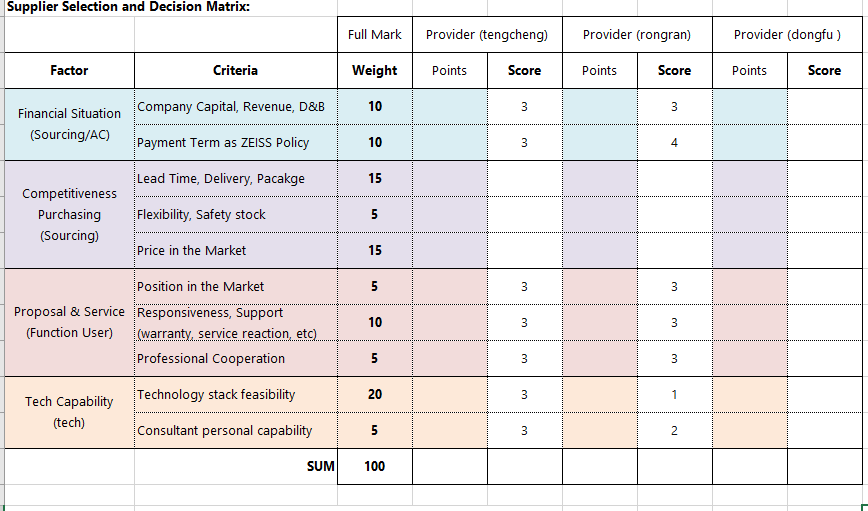 Supplier Selection and Decision Matrix:
Full Mark Provider (tengcheng) Provider (rongran) Provider (dongfu )
Factor Criteria Weight Points Score Points Score Points Score
Financial Situation
(Sourcing/AC)
Company Capital, Revenue, D&B 10 3 3
Payment Term as ZEISS Policy 10 3 4
Competitiveness
Purchasing
(Sourcing)
Lead Time, Delivery, Pacakge 15
Flexibility, Safety stock 5
Price in the Market 15
Proposal & Service
(Function User)
Position in the Market 5 3 3
Responsiveness, Support
(warranty, service reaction, etc) 10 3 3
Professional Cooperation 5 3 3
Tech Capability
(tech)
Technology stack feasibility 20 3 1
Consultant personal capability 5 3 2
SUM 100